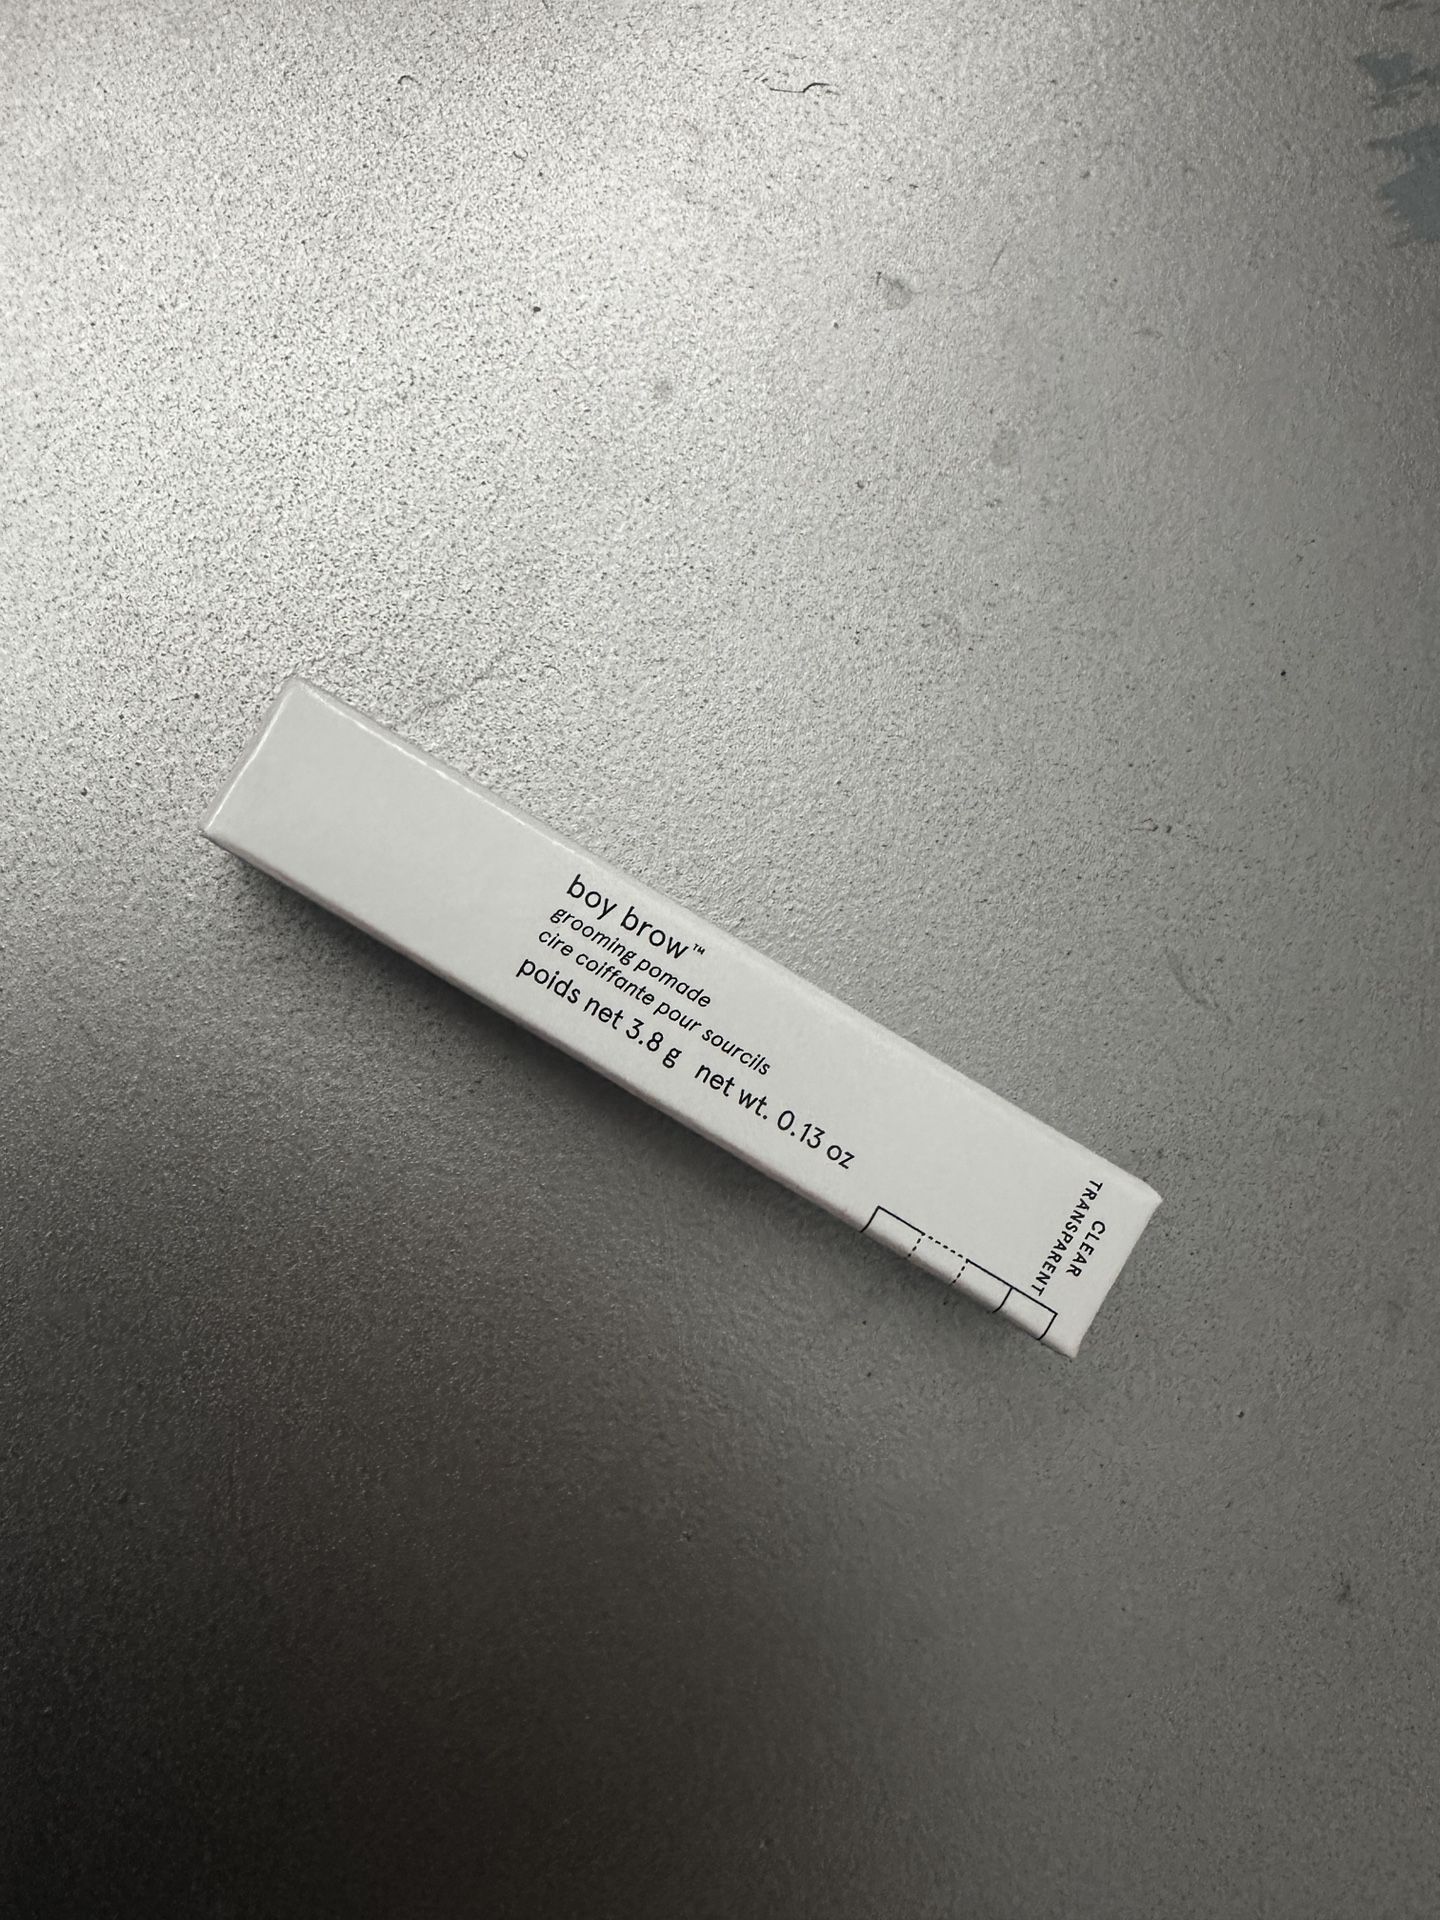 boy brow™
grooming pomade
cire coiffante pour sourcils
poids net 3.8 g net wt. 0.13 oz
CLEAR
TRANSPARENT